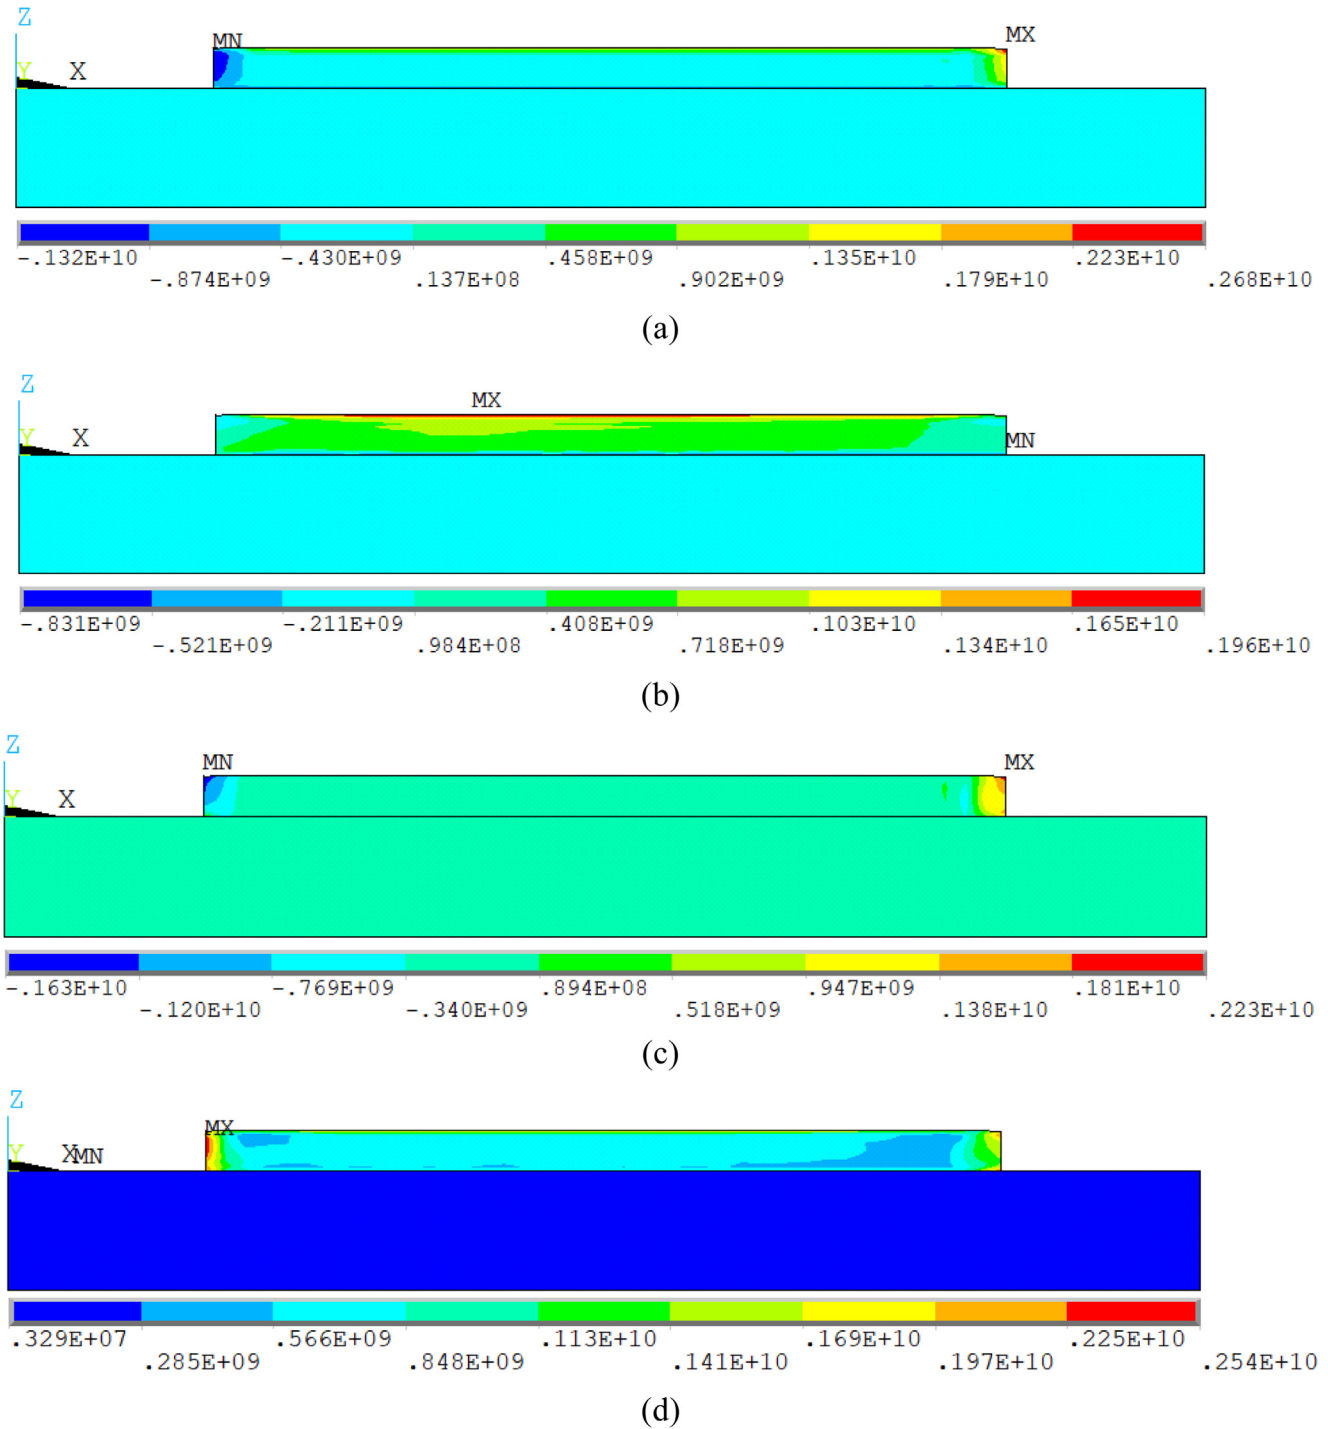 Z
MN MX
Y X
-.132E+10 -.430E+09 .458E+09 .135E+10 .223E+10
-.874E+09 .137E+08 .902E+09 .179E+10 .268E+10
(a)
Z
MX
Y X MN
-.831E+09 -.211E+09 .408E+09 .103E+10 .165E+10
-.521E+09 .984E+08 .718E+09 .134E+10 .196E+10
(b)
Z
MN MX
Y X
-.163E+10 -.769E+09 .894E+08 .947E+09 .181E+10
-.120E+10 -.340E+09 .518E+09 .138E+10 .223E+10
(c)
Z
MX
Y X MN
.329E+07 .566E+09 .113E+10 .169E+10 .225E+10
.285E+09 .848E+09 .141E+10 .197E+10 .254E+10
(d)